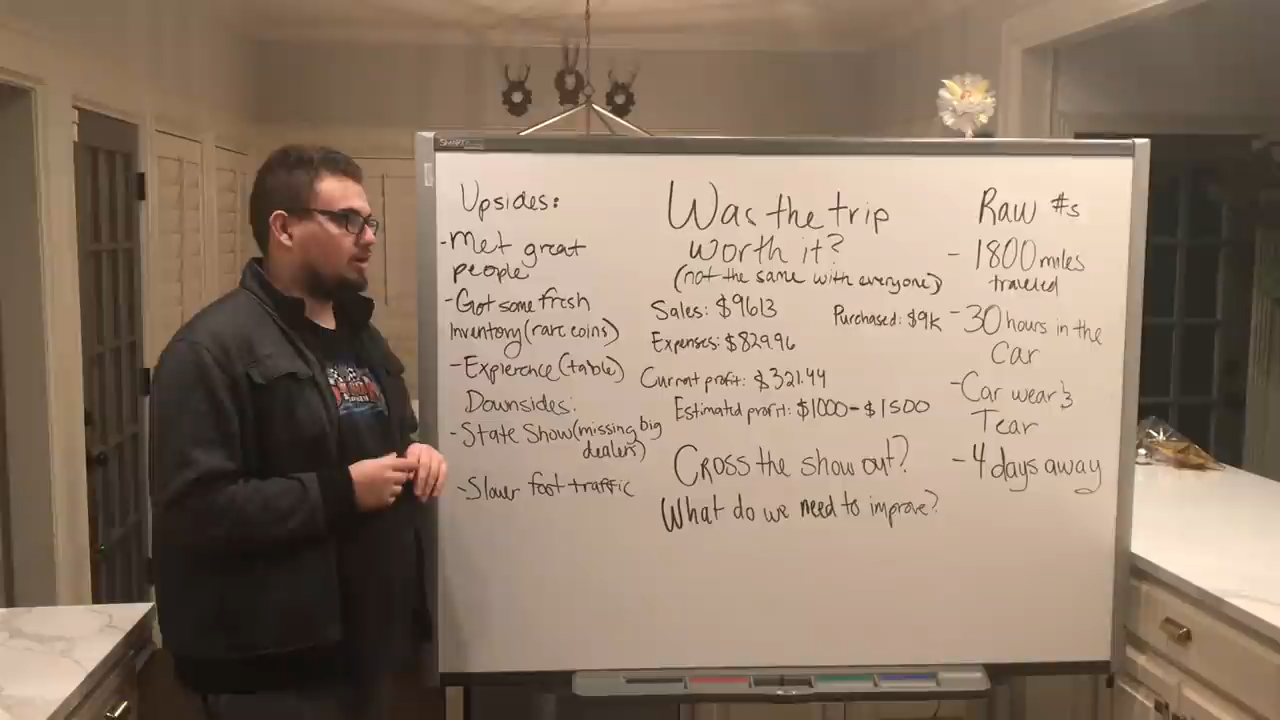 SMART
Upsides:
-Met great
people
-Got some fresh
Inventory(rare coins)
-Expierence(table)
Downsides:
-State Show(missing big
dealers)
-Slower foot traffic
Was the trip
worth it?
(not the same with everyone)
Sales: $9613
Purchased: $9K
Expenses: $829.96
Current profit: $321.44
Estimated profit: $1000-$1500
Cross the show out?
What do we need to improve?
Raw #s
- 1800 miles
traveled
-30 hours in the
Car
-Car wear &
Tear
-4 days away